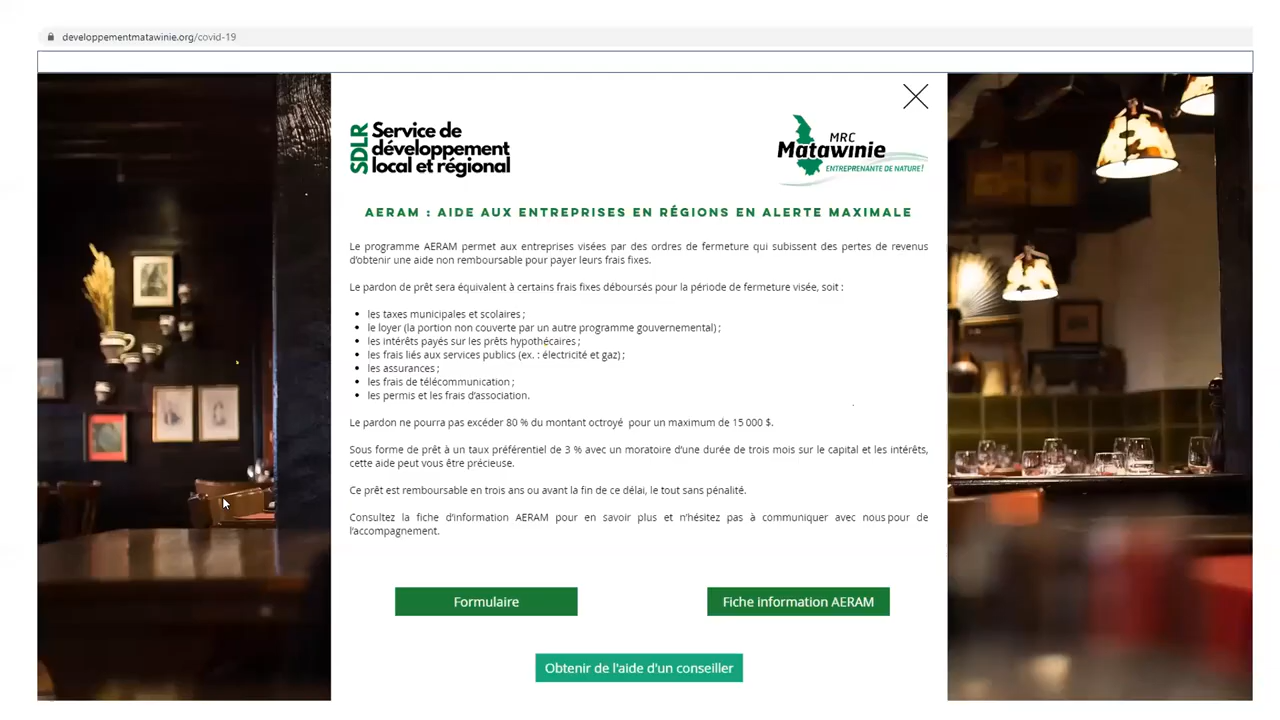 developpementmatawinie.org/covid-19
SDLR
Service de
développement
local et régional
MRC
Matawinie
ENTREPRENANTE DE NATURE!
AERAM : AIDE AUX ENTREPRISES EN RÉGIONS EN ALERTE MAXIMALE
Le programme AERAM permet aux entreprises visées par des ordres de fermeture qui subissent des pertes de revenus
d'obtenir une aide non remboursable pour payer leurs frais fixes.
Le pardon de prêt sera équivalent à certains frais fixes déboursés pour la période de fermeture visée, soit :
• les taxes municipales et scolaires ;
• le loyer (la portion non couverte par un autre programme gouvernemental) ;
• les intérêts payés sur les prêts hypothécaires ;
• les frais liés aux services publics (ex. : électricité et gaz) ;
• les assurances ;
• les frais de télécommunication ;
• les permis et les frais d'association.
Le pardon ne pourra pas excéder 80 % du montant octroyé pour un maximum de 15 000 $.
Sous forme de prêt à un taux préférentiel de 3 % avec un moratoire d'une durée de trois mois sur le capital et les intérêts,
cette aide peut vous être précieuse.
Ce prêt est remboursable en trois ans ou avant la fin de ce délai, le tout sans pénalité.
Consultez la fiche d'information AERAM pour en savoir plus et n'hésitez pas à communiquer avec nous pour de
l'accompagnement.
Formulaire
Fiche information AERAM
Obtenir de l'aide d'un conseiller